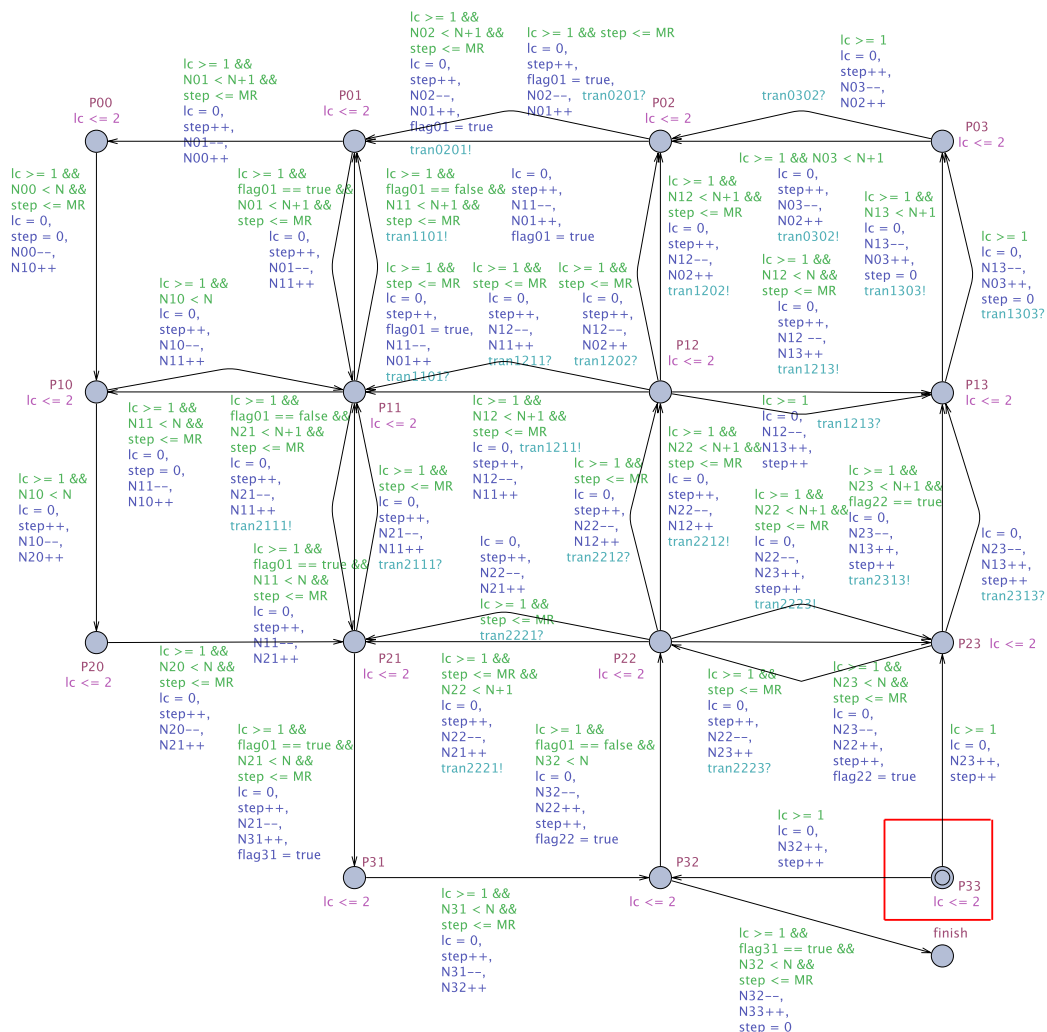 lc >= 1 &&
N02 < N+1 &&
step <= MR
lc = 0,
step++,
N02--,
N01++,
flag01 = true
tran0201!
lc >= 1 && step <= MR
lc = 0,
step++,
flag01 = true,
N02--,
N01++
tran0201?
lc >= 1
lc = 0,
step++,
N03--,
N02++
tran0302?
lc >= 1 &&
N01 < N+1 &&
step <= MR
lc = 0,
step++,
N01--,
N00++
P00
lc <= 2
P01
lc <= 2
P02
lc <= 2
P03
lc <= 2
lc >= 1 &&
N00 < N &&
step <= MR
lc = 0,
step = 0,
N00--,
N10++
lc >= 1 &&
flag01 == true &&
N01 < N+1 &&
step <= MR
lc = 0,
step++,
N01--,
N11++
lc >= 1 &&
flag01 == false &&
N11 < N+1 &&
step <= MR
tran1101!
lc = 0,
step++,
N11--,
N01++,
flag01 = true
lc >= 1 &&
N12 < N+1 &&
step <= MR
lc = 0,
step++,
N12--,
N02++
tran1202!
lc >= 1 && N03 < N+1
lc = 0,
step++,
N03--,
N02++
tran0302!
lc >= 1 &&
N13 < N+1
lc = 0,
N13--,
N03++,
step = 0
tran1303!
lc >= 1
lc = 0,
N13--,
N03++,
step = 0
tran1303?
lc >= 1 &&
N10 < N
lc = 0,
step++,
N10--,
N11++
lc >= 1 &&
step <= MR
lc = 0,
step++,
flag01 = true,
N11--,
N01++
tran1101?
lc >= 1 &&
step <= MR
lc = 0,
step++,
N12--,
N11++
tran1211?
lc >= 1 &&
step <= MR
lc = 0,
step++,
N12--,
N02++
tran1202?
lc >= 1 &&
N12 < N &&
step <= MR
lc = 0,
step++,
N12 --,
N13++
tran1213!
P10
lc <= 2
P11
lc <= 2
P12
lc <= 2
P13
lc <= 2
lc >= 1 &&
N10 < N
lc = 0,
step++,
N10--,
N20++
lc >= 1 &&
N11 < N &&
step <= MR
lc = 0,
step = 0,
N11--,
N10++
lc >= 1 &&
flag01 == false &&
N21 < N+1 &&
step <= MR
lc = 0,
step++,
N21--,
N11++
tran2111!
lc >= 1 &&
step <= MR
lc = 0,
step++,
N21--,
N11++
tran2111?
lc >= 1 &&
N12 < N+1 &&
step <= MR
lc = 0,
step++,
N12--,
N11++
tran1211!
lc >= 1 &&
step <= MR
lc = 0,
step++,
N22--,
N12++
tran2212?
lc >= 1 &&
N22 < N+1 &&
step <= MR
lc = 0,
step++,
N22--,
N12++
tran2212!
lc >= 1
lc = 0,
N12--,
N13++,
step++
tran1213?
lc >= 1 &&
N22 < N+1 &&
step <= MR
lc = 0,
N22--,
N23++,
step++
tran2223!
lc >= 1 &&
N23 < N+1 &&
flag22 == true
lc = 0,
N23--,
N13++,
step++
tran2313!
lc = 0,
N23--,
N13++,
step++
tran2313?
lc >= 1 &&
flag01 == true &&
N11 < N &&
step <= MR
lc = 0,
step++,
N11--,
N21++
lc = 0,
step++,
N22--,
N21++
lc >= 1 &&
step <= MR
tran2221?
P20
lc <= 2
P21
lc <= 2
P22
lc <= 2
P23
lc <= 2
lc >= 1 &&
N20 < N &&
step <= MR
lc = 0,
step++,
N20--,
N21++
lc >= 1 &&
flag01 == true &&
N21 < N &&
step <= MR
lc = 0,
step++,
N21--,
N31++,
flag31 = true
lc >= 1 &&
step <= MR &&
N22 < N+1
lc = 0,
step++,
N22--,
N21++
tran2221!
lc >= 1 &&
flag01 == false &&
N32 < N
lc = 0,
N32--,
N22++,
step++,
flag22 = true
lc >= 1 &&
step <= MR
lc = 0,
step++,
N22--,
N23++
tran2223?
lc >= 1 &&
N23 < N &&
step <= MR
lc = 0,
N23--,
N22++,
step++,
flag22 = true
lc >= 1
lc = 0,
N23++,
step++
lc >= 1
lc = 0,
N32++,
step++
P31
lc <= 2
P32
lc <= 2
P33
lc <= 2
lc >= 1 &&
N31 < N &&
step <= MR
lc = 0,
step++,
N31--,
N32++
finish
lc >= 1 &&
flag31 == true &&
N32 < N &&
step <= MR
N32--,
N33++,
step = 0